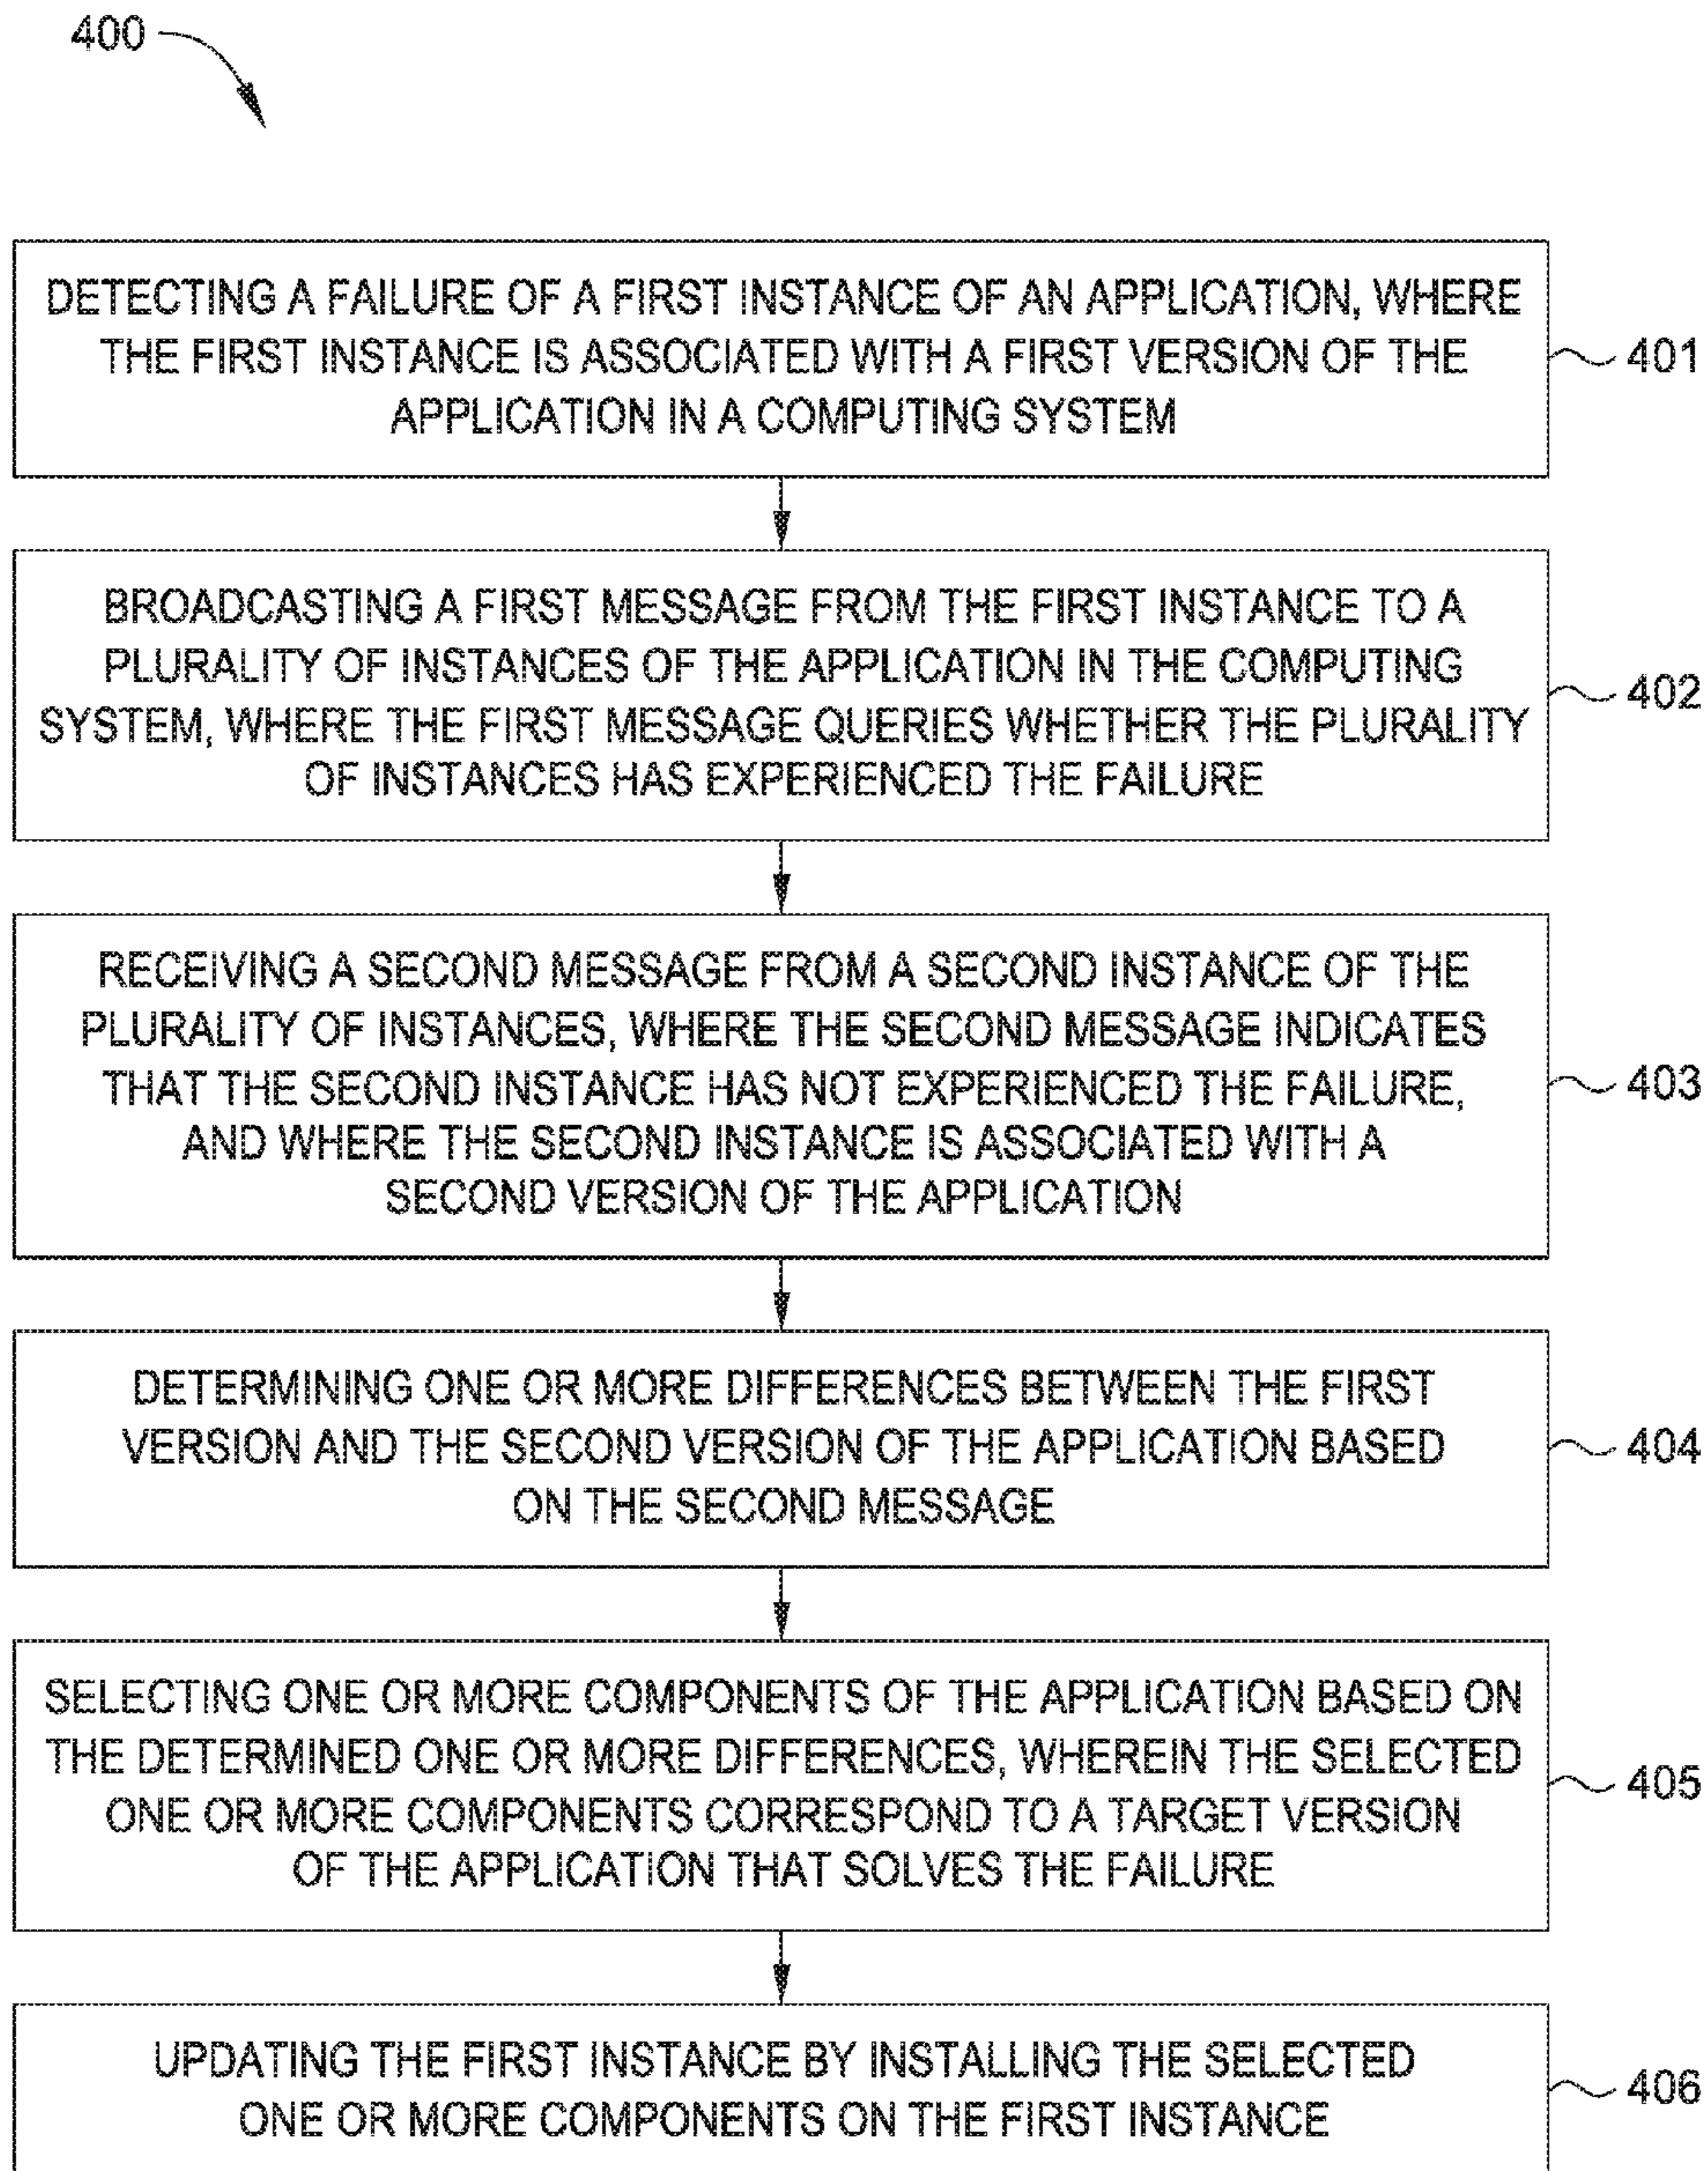 400
DETECTING A FAILURE OF A FIRST INSTANCE OF AN APPLICATION, WHERE
THE FIRST INSTANCE IS ASSOCIATED WITH A FIRST VERSION OF THE
APPLICATION IN A COMPUTING SYSTEM
401
BROADCASTING A FIRST MESSAGE FROM THE FIRST INSTANCE TO A
PLURALITY OF INSTANCES OF THE APPLICATION IN THE COMPUTING
SYSTEM, WHERE THE FIRST MESSAGE QUERIES WHETHER THE PLURALITY
OF INSTANCES HAS EXPERIENCED THE FAILURE
402
RECEIVING A SECOND MESSAGE FROM A SECOND INSTANCE OF THE
PLURALITY OF INSTANCES, WHERE THE SECOND MESSAGE INDICATES
THAT THE SECOND INSTANCE HAS NOT EXPERIENCED THE FAILURE,
AND WHERE THE SECOND INSTANCE IS ASSOCIATED WITH A
SECOND VERSION OF THE APPLICATION
403
DETERMINING ONE OR MORE DIFFERENCES BETWEEN THE FIRST
VERSION AND THE SECOND VERSION OF THE APPLICATION BASED
ON THE SECOND MESSAGE
404
SELECTING ONE OR MORE COMPONENTS OF THE APPLICATION BASED ON
THE DETERMINED ONE OR MORE DIFFERENCES, WHEREIN THE SELECTED
ONE OR MORE COMPONENTS CORRESPOND TO A TARGET VERSION
OF THE APPLICATION THAT SOLVES THE FAILURE
405
UPDATING THE FIRST INSTANCE BY INSTALLING THE SELECTED
ONE OR MORE COMPONENTS ON THE FIRST INSTANCE
406